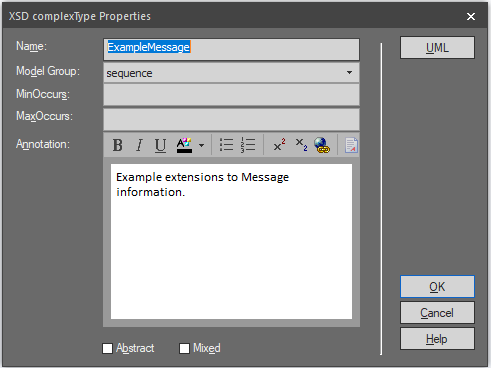 XSD complexType Properties
Name: ExampleMessage
UML
Model Group: sequence
MinOccurs:
MaxOccurs:
Annotation: B I U A x² x₂
Example extensions to Message
information.
OK
Cancel
Help
Abstract Mixed